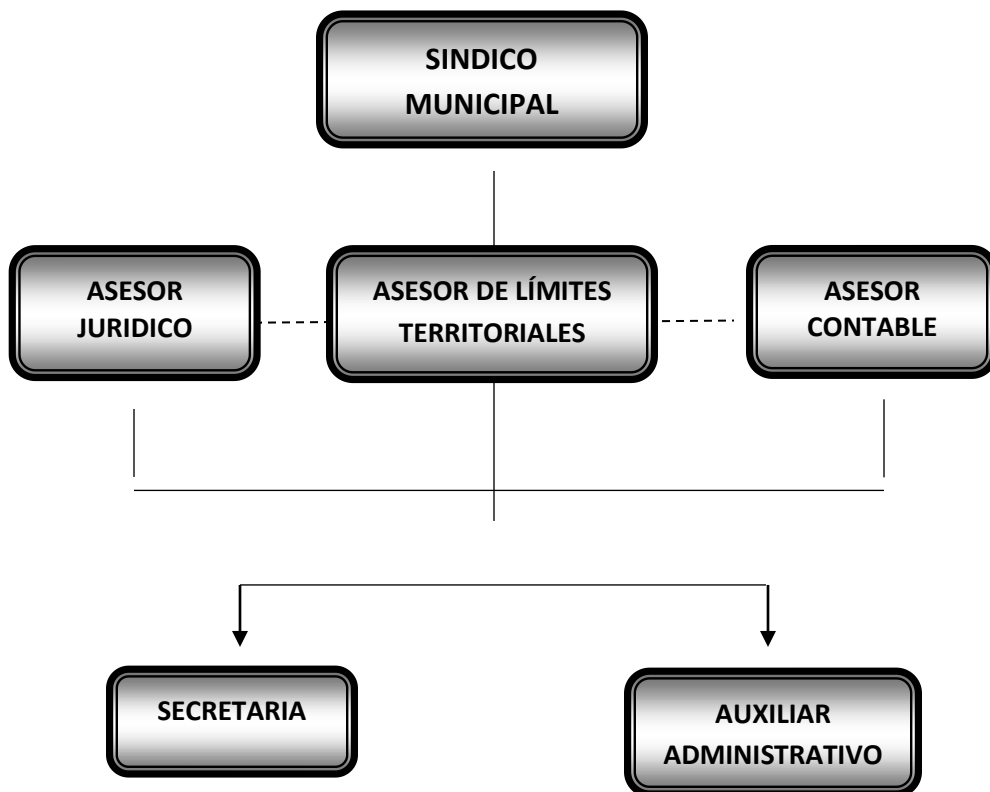 SINDICO
MUNICIPAL
ASESOR
JURIDICO
ASESOR DE LÍMITES
TERRITORIALES
ASESOR
CONTABLE
SECRETARIA
AUXILIAR
ADMINISTRATIVO